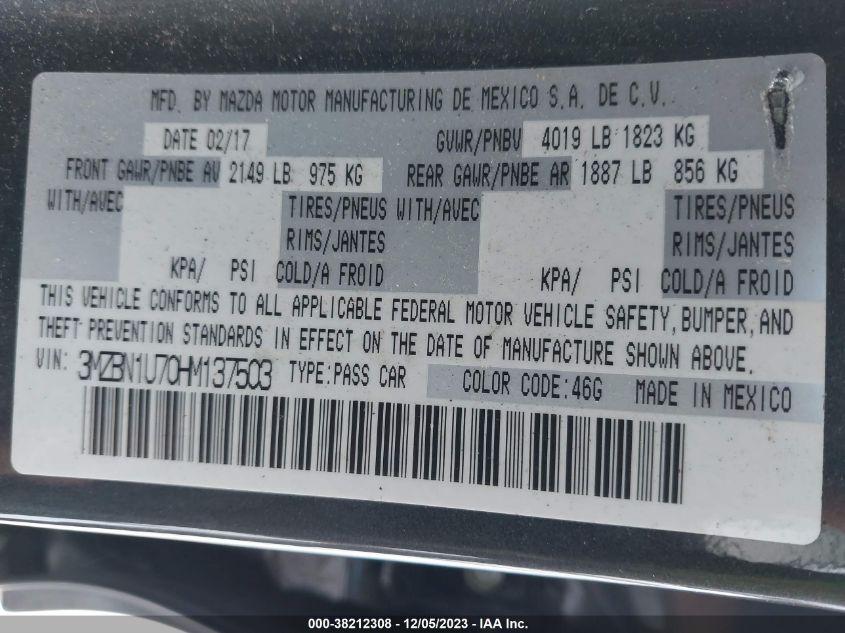 MFD. BY MAZDA MOTOR MANUFACTURING DE MEXICO S.A. DE C.V.
DATE 02/17 GVWR/PNBV 4019 LB 1823 KG
FRONT GAWR/PNBE AV 2149 LB 975 KG REAR GAWR/PNBE AR 1887 LB 856 KG
WITH/AVEC TIRES/PNEUS WITH/AVEC TIRES/PNEUS
RIMS/JANTES RIMS/JANTES
KPA/ PSI COLD/A FROID KPA/ PSI COLD/A FROID
THIS VEHICLE CONFORMS TO ALL APPLICABLE FEDERAL MOTOR VEHICLE SAFETY, BUMPER, AND
THEFT PREVENTION STANDARDS IN EFFECT ON THE DATE OF MANUFACTURE SHOWN ABOVE.
VIN: 3MZBN1U70HM137503 TYPE:PASS CAR COLOR CODE:46G MADE IN MEXICO
000-38212308 - 12/05/2023 - IAA Inc.